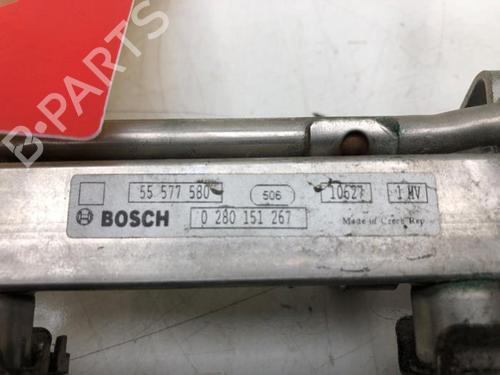 55 577 580 506 10627 1 MV
BOSCH 0 280 151 267 Made in Czech Rep
B-PARTS